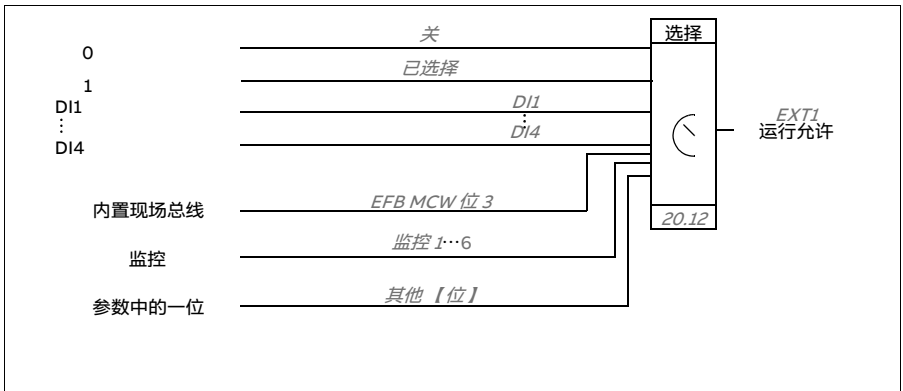 关
选择
0
已选择
1
DI1
DI1
EXT1
⋮
⋮
DI4
运行允许
DI4
EFB MCW 位 3
内置现场总线
20.12
监控 1…6
监控
其他【位】
参数中的一位